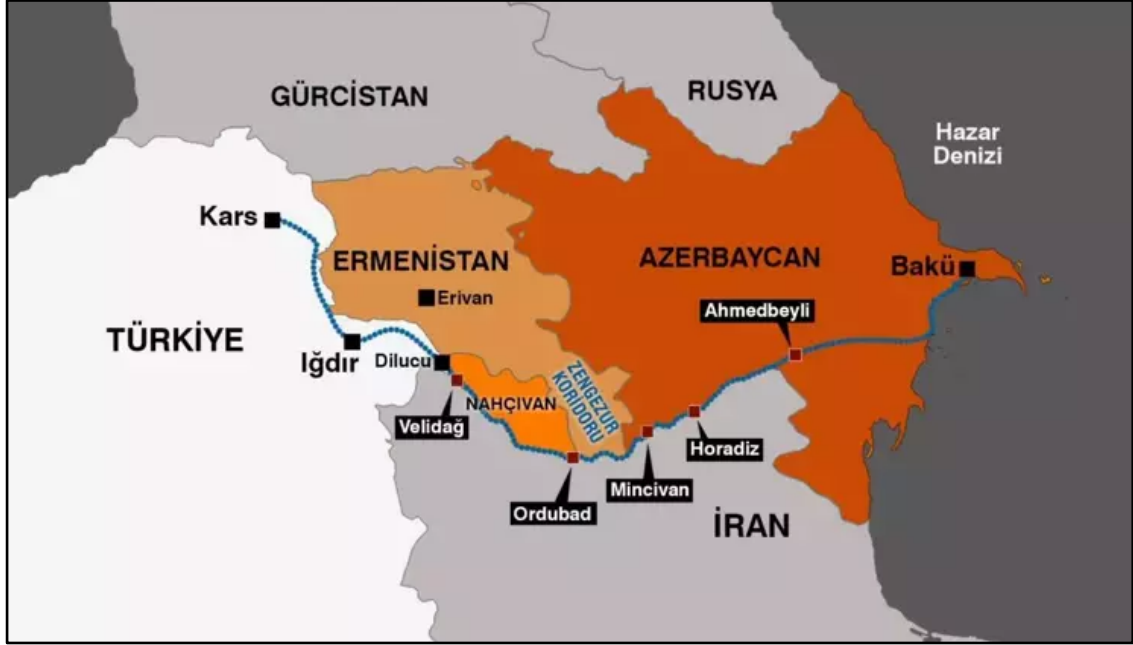 GÜRCİSTAN
RUSYA
Hazar
Denizi
Kars
ERMENİSTAN
AZERBAYCAN
Bakü
Erivan
Ahmedbeyli
TÜRKİYE
Iğdır
Dilucu
ZENGEZUR
KORİDORU
NAHÇIVAN
Velidağ
Horadiz
Mincivan
Ordubad
İRAN